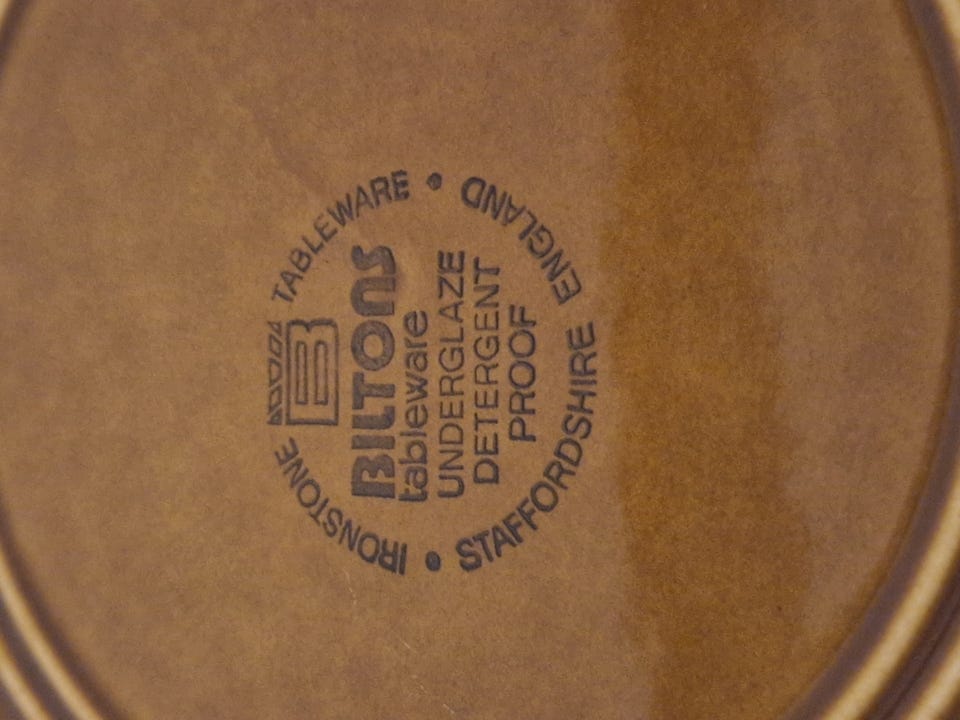 IRONSTONE TABLEWARE
B
BILTONS
tableware
UNDERGLAZE
DETERGENT
PROOF
• STAFFORDSHIRE ENGLAND •